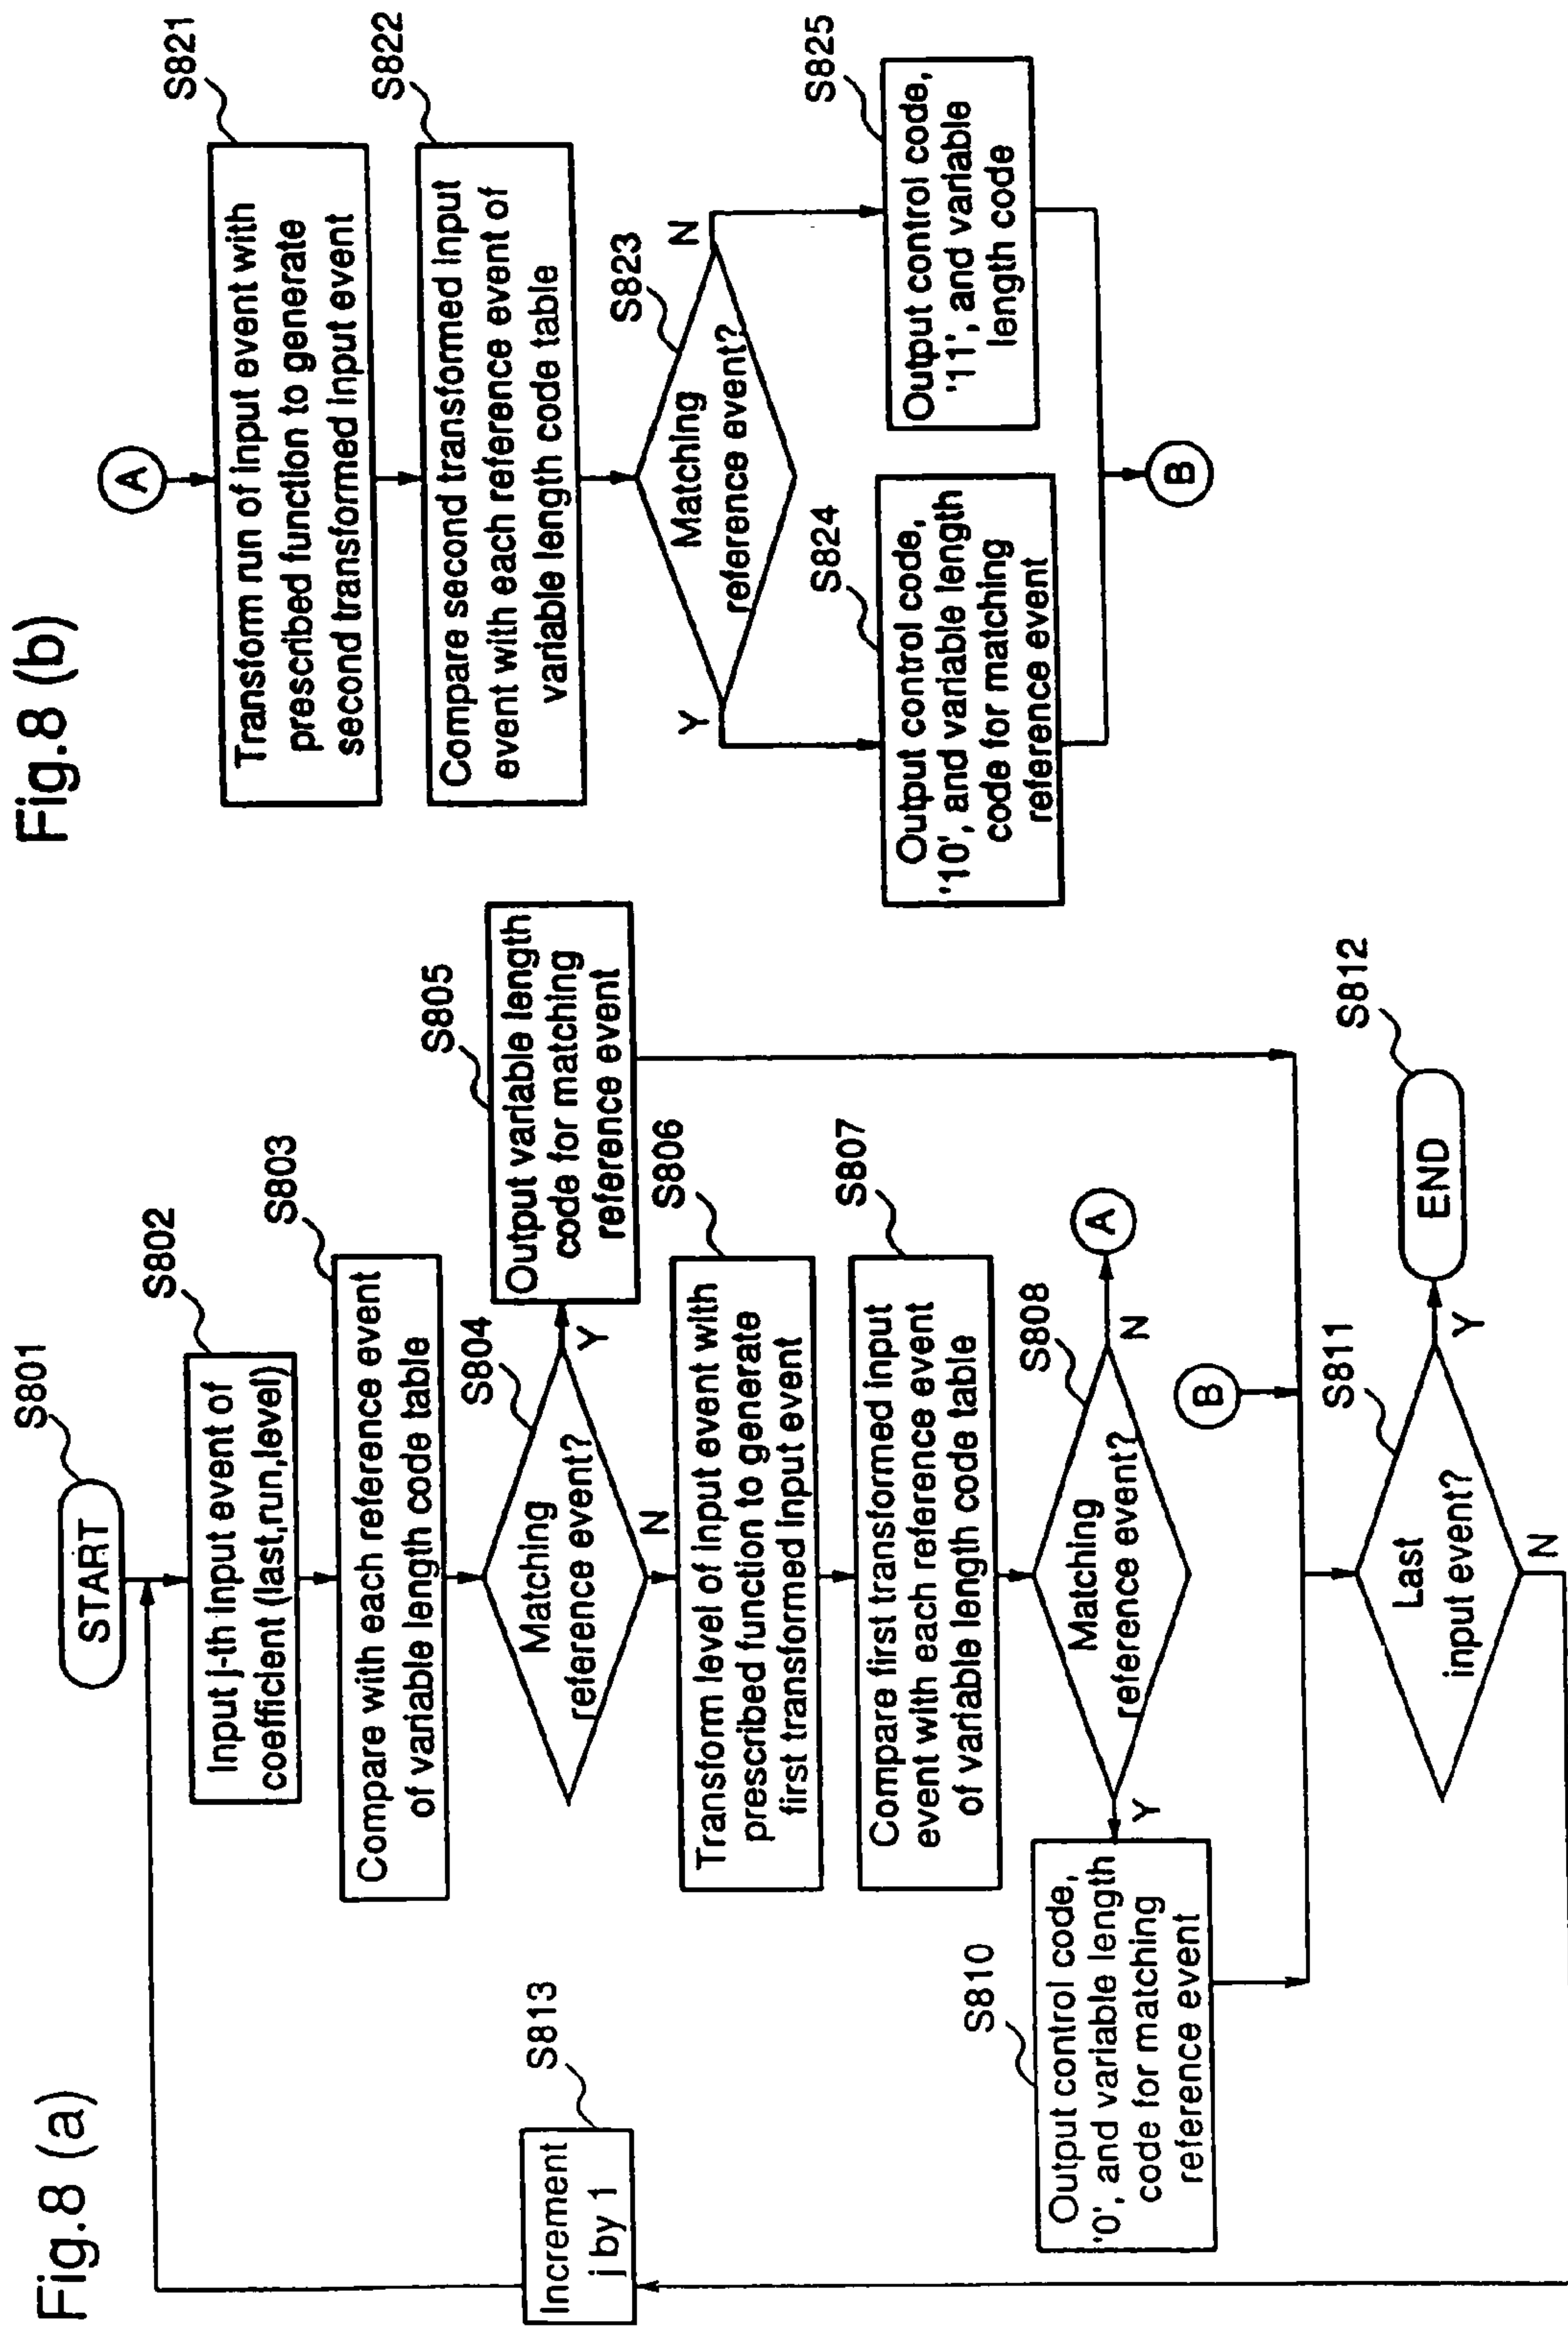 Fig.8 (a)
S801
START
S802
Input j-th input event of
coefficient (last,run,level)
S803
Compare with each reference event
of variable length code table
S804
Matching
reference event?
Y
N
S805
Output variable length
code for matching
reference event
S806
Transform level of input event with
prescribed function to generate
first transformed input event
S807
Compare first transformed input
event with each reference event
of variable length code table
S808
Matching
reference event?
Y
N
A
S810
Output control code,
'0', and variable length
code for matching
reference event
B
S811
Last
input event?
Y
N
S812
END
S813
Increment
j by 1
Fig.8 (b)
A
S821
Transform run of input event with
prescribed function to generate
second transformed input event
S822
Compare second transformed input
event with each reference event of
variable length code table
S823
Matching
reference event?
Y
N
S824
Output control code,
'10', and variable length
code for matching
reference event
S825
Output control code,
'11', and variable
length code
B